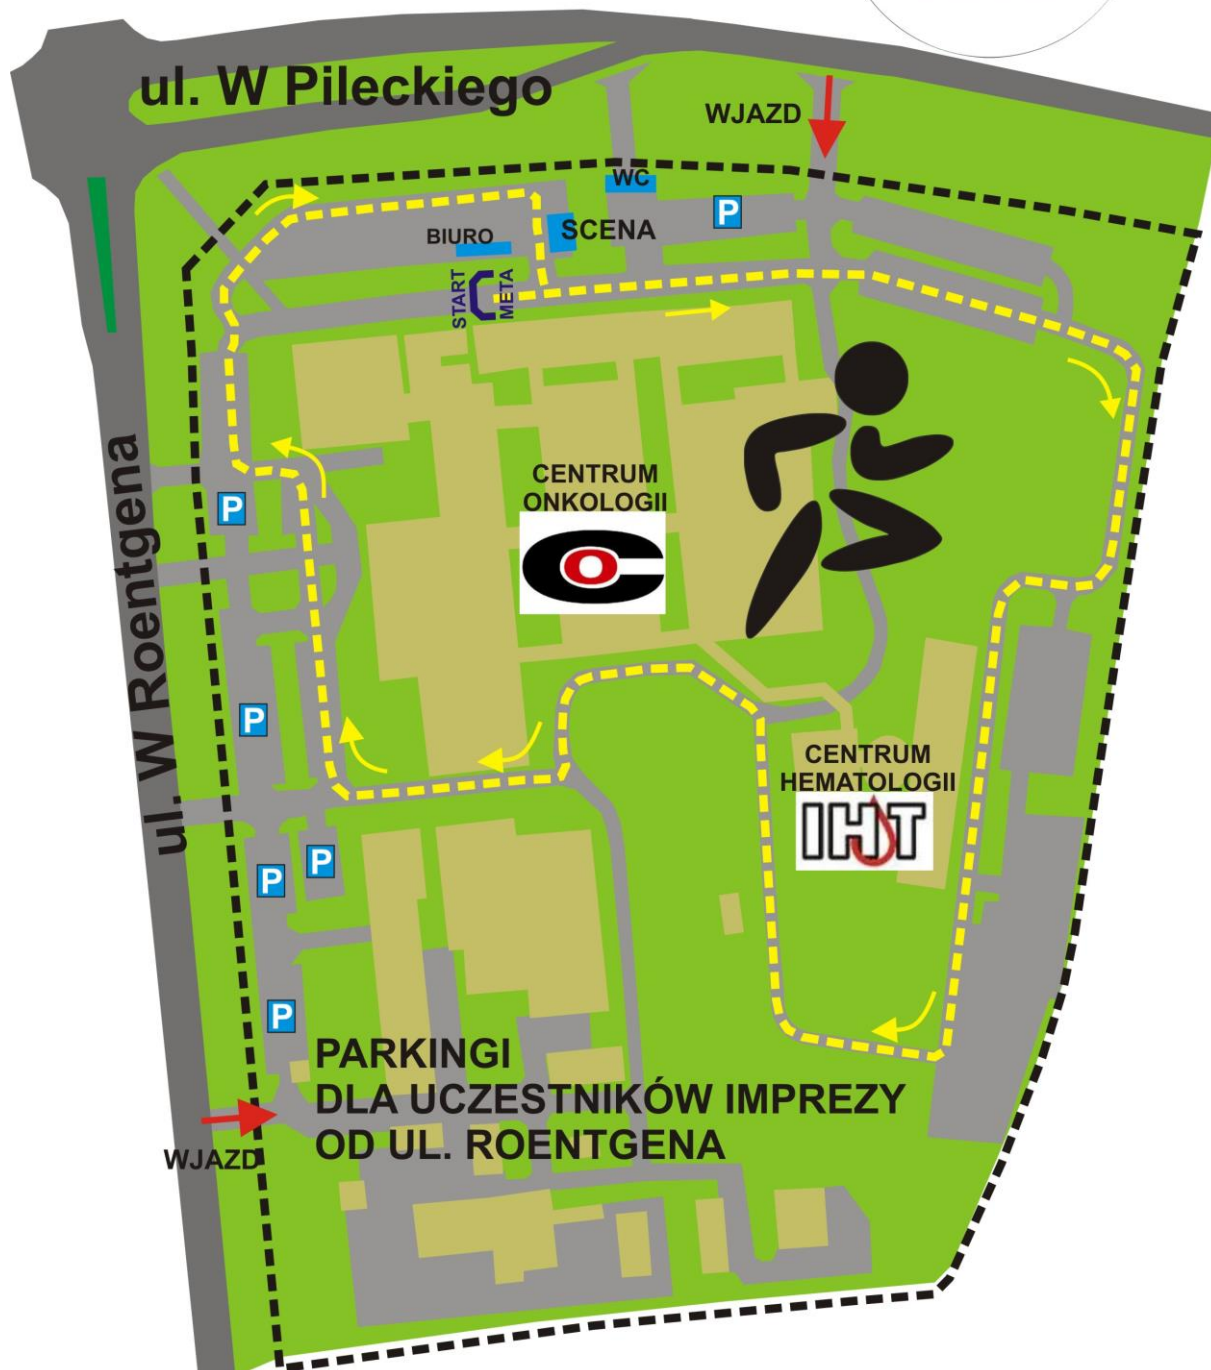 ul. W Pileckiego
WJAZD
WC
P
SCENA
BIURO
START
META
ul. W Roentgena
CENTRUM
ONKOLOGII
P
P
CENTRUM
HEMATOLOGII
IHT
P
P
P
PARKINGI
DLA UCZESTNIKÓW IMPREZY
OD UL. ROENTGENA
WJAZD